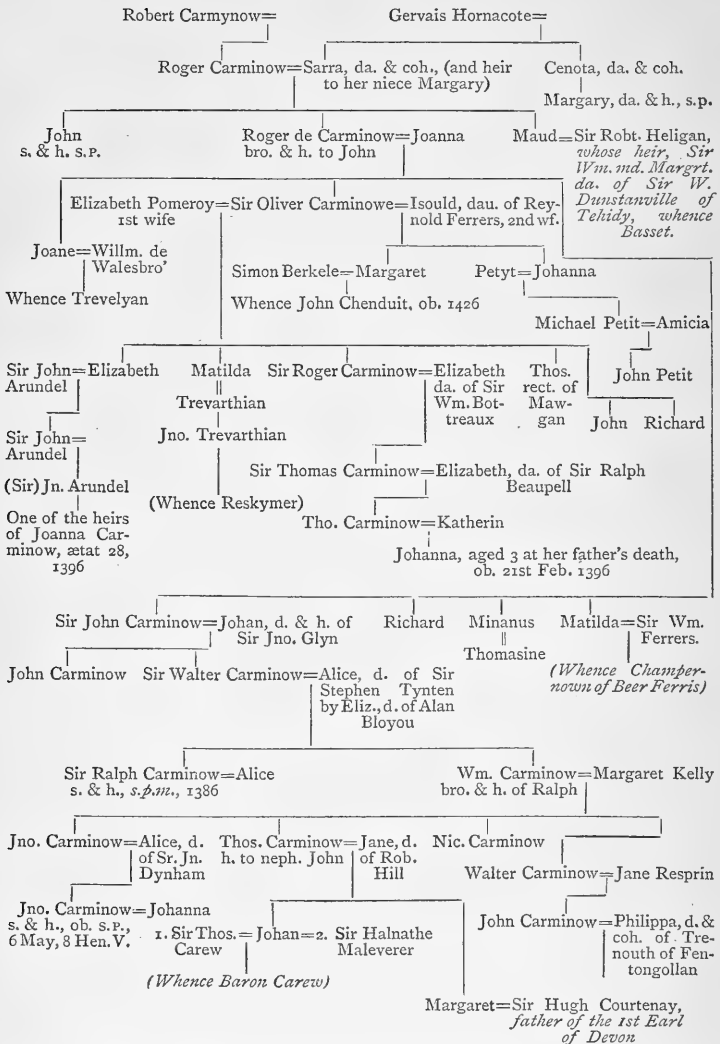 Robert Carmynow= Gervais Hornacote=
Roger Carminow=Sarra, da. & coh., (and heir Cenota, da. & coh.
to her niece Margary)
Margary, da. & h., s.p.
John Roger de Carminow=Joanna Maud=Sir Robt. Heligan,
s. & h. S.P. bro. & h. to John whose heir, Sir
Wm. md. Margrt.
da. of Sir W.
Dunstanville of
Tehidy, whence
Basset.
Elizabeth Pomeroy=Sir Oliver Carminowe=Isould, dau. of Rey-
1st wife nold Ferrers, 2nd wf.
Joane=Willm. de
Walesbro'
Simon Berkele=Margaret Petyt=Johanna
Whence Trevelyan Whence John Chenduit, ob. 1426
Michael Petit=Amicia
John Petit
Sir John=Elizabeth Matilda Sir Roger Carminow=Elizabeth Thos.
Arundel || da. of Sir rect. of
Trevarthian Wm. Bot- Maw-
treaux gan John Richard
Sir John= Jno. Trevarthian
Arundel
Sir Thomas Carminow=Elizabeth, da. of Sir Ralph
Beaupell
(Sir) Jn. Arundel (Whence Reskymer)
One of the heirs Tho. Carminow=Katherin
of Joanna Car-
minow, ætat 28,
1396
Johanna, aged 3 at her father's death,
ob. 21st Feb. 1396
Sir John Carminow=Johan, d. & h. of Richard Minanus Matilda=Sir Wm.
Sir Jno. Glyn || Ferrers.
Thomasine
John Carminow Sir Walter Carminow=Alice, d. of Sir (Whence Champer-
Stephen Tynten nown of Beer Ferris)
by Eliz., d. of Alan
Bloyou
Sir Ralph Carminow=Alice Wm. Carminow=Margaret Kelly
s. & h., s.p.m., 1386 bro. & h. of Ralph
Jno. Carminow=Alice, d. Thos. Carminow=Jane, d. Nic. Carminow
of Sr. Jn. h. to neph. John of Rob.
Dynham Hill
Walter Carminow=Jane Resprin
Jno. Carminow=Johanna
s. & h., ob. s.p., 1. Sir Thos.=Johan=2. Sir Halnathe John Carminow=Philippa, d. &
6 May, 8 Hen. V. Carew Maleverer coh. of Tre-
nouth of Fen-
tongollan
(Whence Baron Carew)
Margaret=Sir Hugh Courtenay,
father of the 1st Earl
of Devon